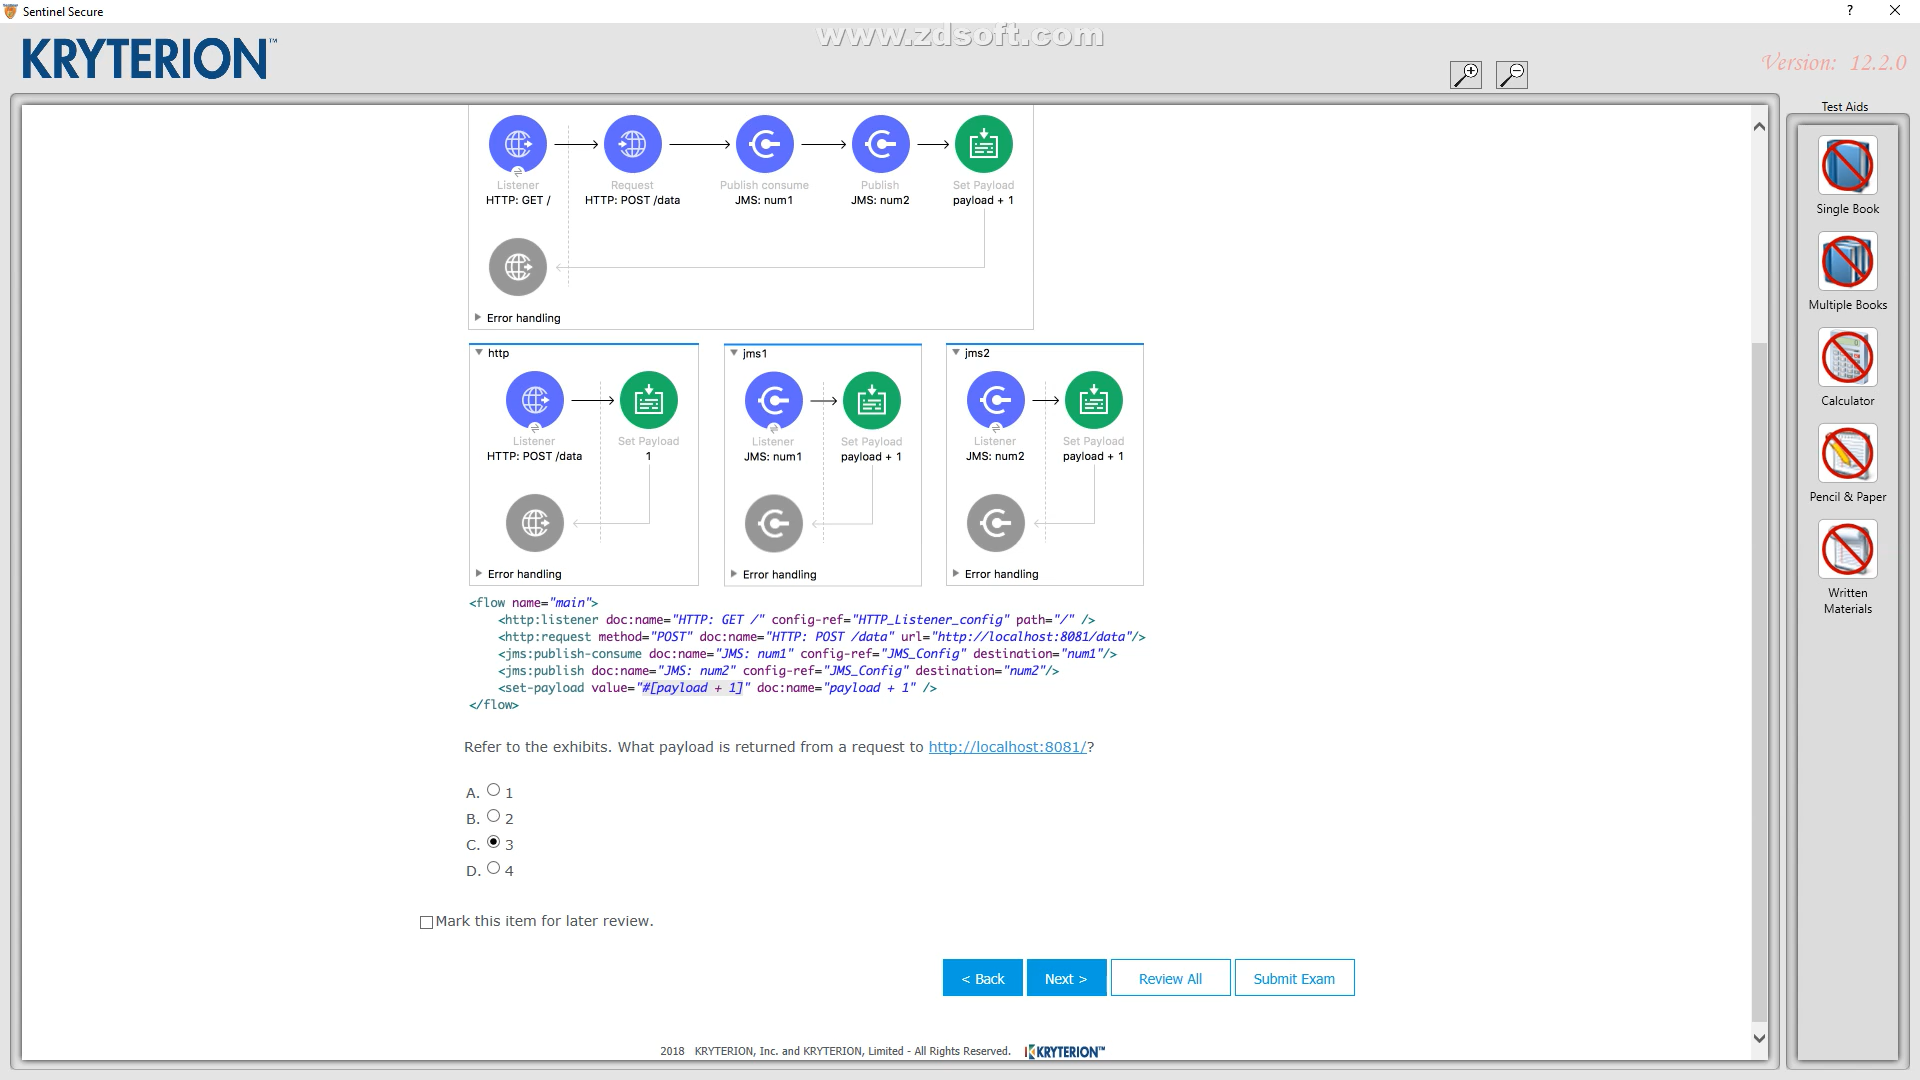 Sentinel Secure
?
www.zdsoft.com
KRYTERION™
Version: 12.2.0
Test Aids
Listener
Request
Publish consume
Publish
Set Payload
HTTP: GET /
HTTP: POST /data
JMS: num1
JMS: num2
payload + 1
Error handling
http
Listener
Set Payload
HTTP: POST /data
1
Error handling
jms1
Listener
Set Payload
JMS: num1
payload + 1
Error handling
jms2
Listener
Set Payload
JMS: num2
payload + 1
Error handling
<flow name="main">
<http:listener doc:name="HTTP: GET /" config-ref="HTTP_Listener_config" path="/" />
<http:request method="POST" doc:name="HTTP: POST /data" url="http://localhost:8081/data"/>
<jms:publish-consume doc:name="JMS: num1" config-ref="JMS_Config" destination="num1"/>
<jms:publish doc:name="JMS: num2" config-ref="JMS_Config" destination="num2"/>
<set-payload value="#[payload + 1]" doc:name="payload + 1" />
</flow>
Refer to the exhibits. What payload is returned from a request to http://localhost:8081/?
A. 1
B. 2
C. 3
D. 4
Mark this item for later review.
< Back
Next >
Review All
Submit Exam
2018 KRYTERION, Inc. and KRYTERION, Limited - All Rights Reserved. KRYTERION™
Single Book
Multiple Books
Calculator
Pencil & Paper
Written
Materials